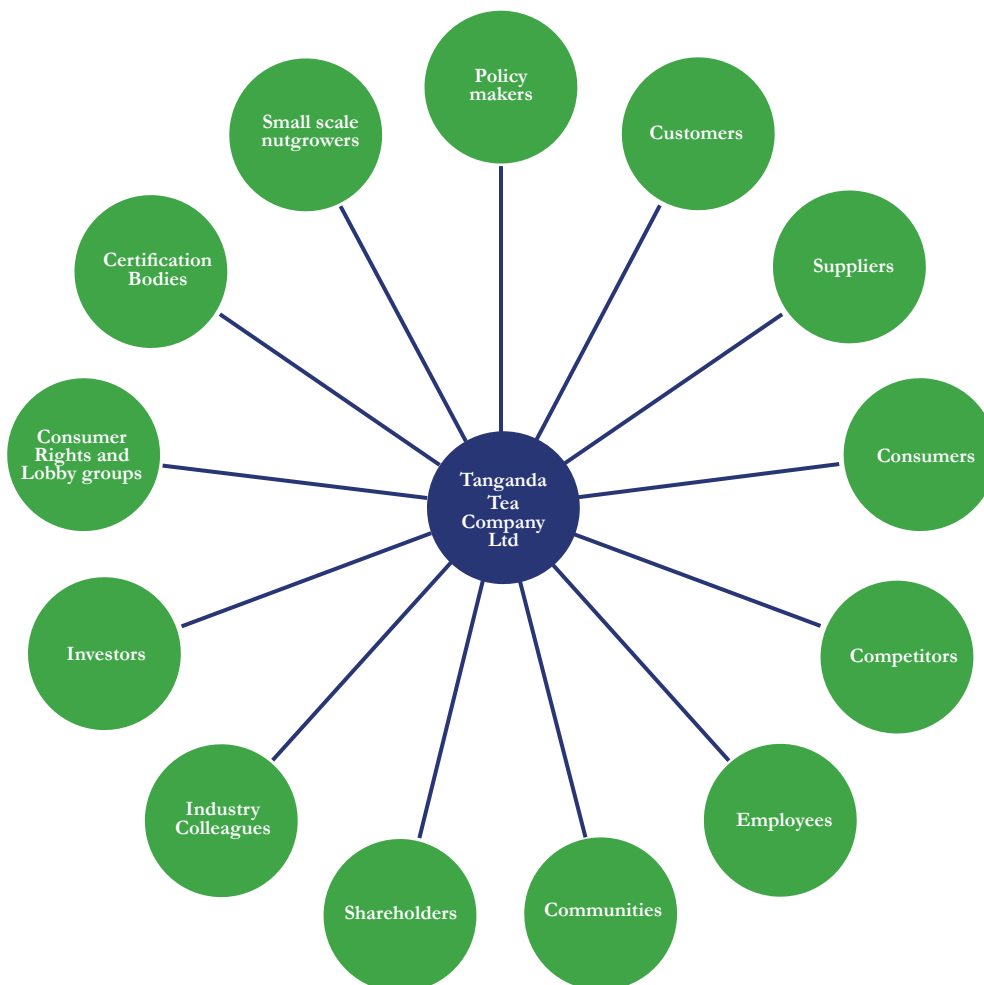 Policy
makers
Customers
Suppliers
Consumers
Competitors
Employees
Communities
Shareholders
Industry
Colleagues
Investors
Consumer
Rights and
Lobby groups
Certification
Bodies
Small scale
nutgrowers
Tanganda
Tea
Company
Ltd